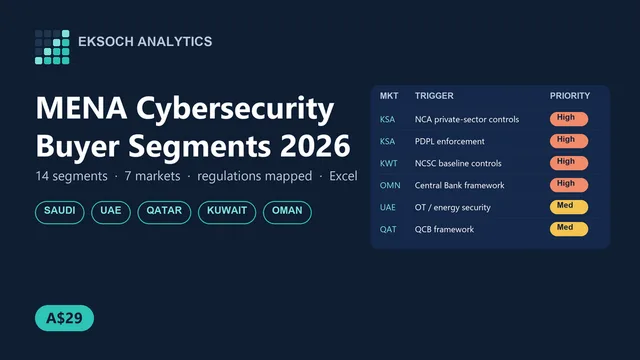 EKSOCH ANALYTICS
MENA Cybersecurity
Buyer Segments 2026
14 segments · 7 markets · regulations mapped · Excel
SAUDI UAE QATAR KUWAIT OMAN
MKT TRIGGER PRIORITY
KSA NCA private-sector controls High
KSA PDPL enforcement High
KWT NCSC baseline controls High
OMN Central Bank framework High
UAE OT / energy security Med
QAT QCB framework Med
A$29